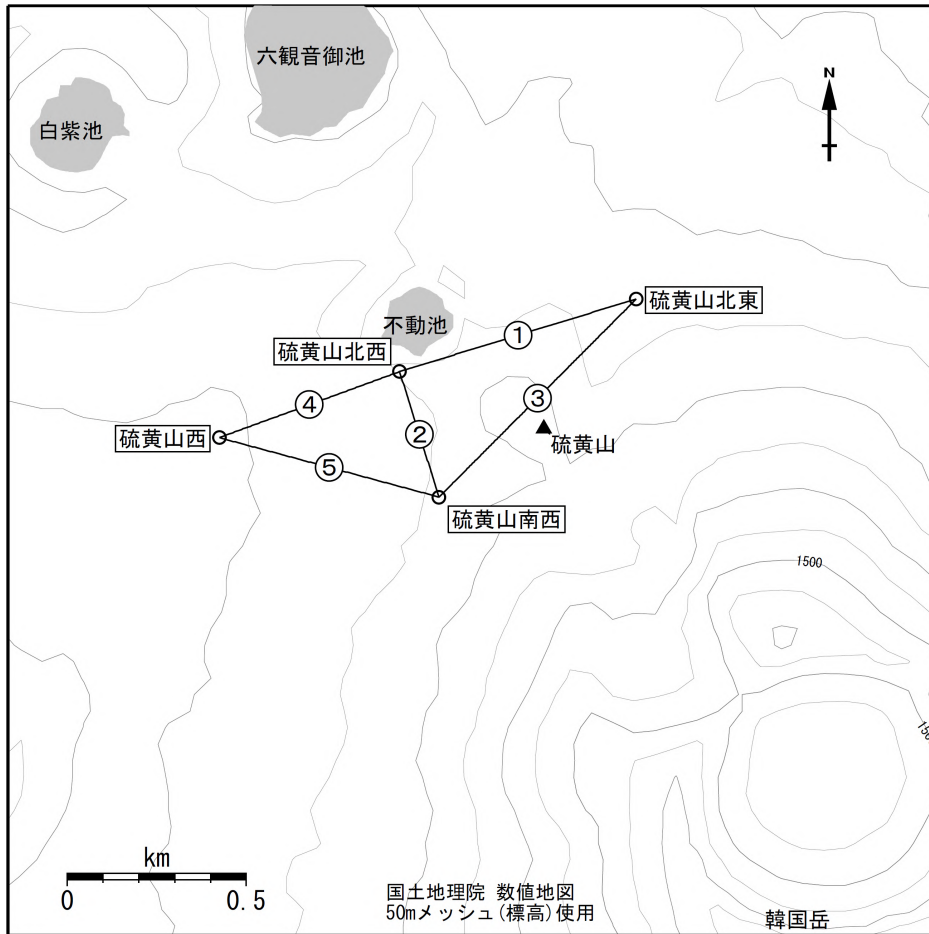 六観音御池
白紫池
N
硫黄山北東
不動池
①
硫黄山北西
③
④
②
硫黄山西
硫黄山
⑤
硫黄山南西
1500
150
km
0 0.5
国土地理院 数値地図
50mメッシュ(標高)使用
韓国岳